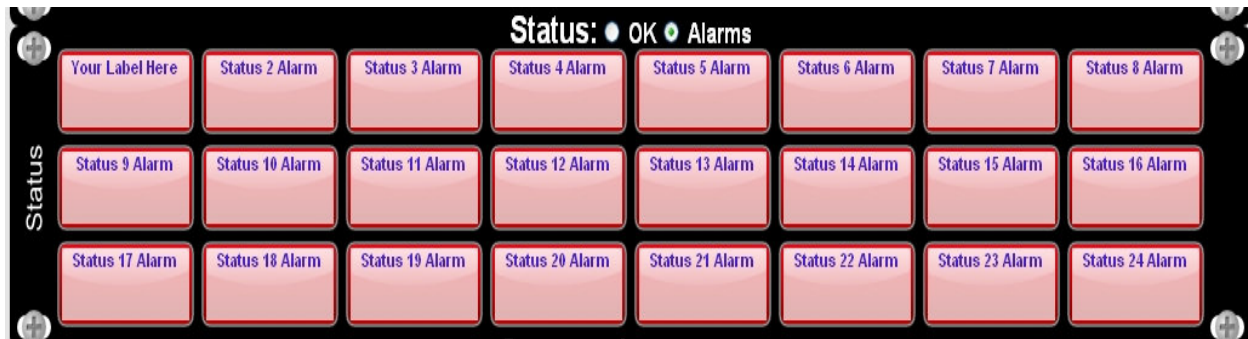 Status: OK Alarms
Status
Your Label Here Status 2 Alarm Status 3 Alarm Status 4 Alarm Status 5 Alarm Status 6 Alarm Status 7 Alarm Status 8 Alarm
Status 9 Alarm Status 10 Alarm Status 11 Alarm Status 12 Alarm Status 13 Alarm Status 14 Alarm Status 15 Alarm Status 16 Alarm
Status 17 Alarm Status 18 Alarm Status 19 Alarm Status 20 Alarm Status 21 Alarm Status 22 Alarm Status 23 Alarm Status 24 Alarm